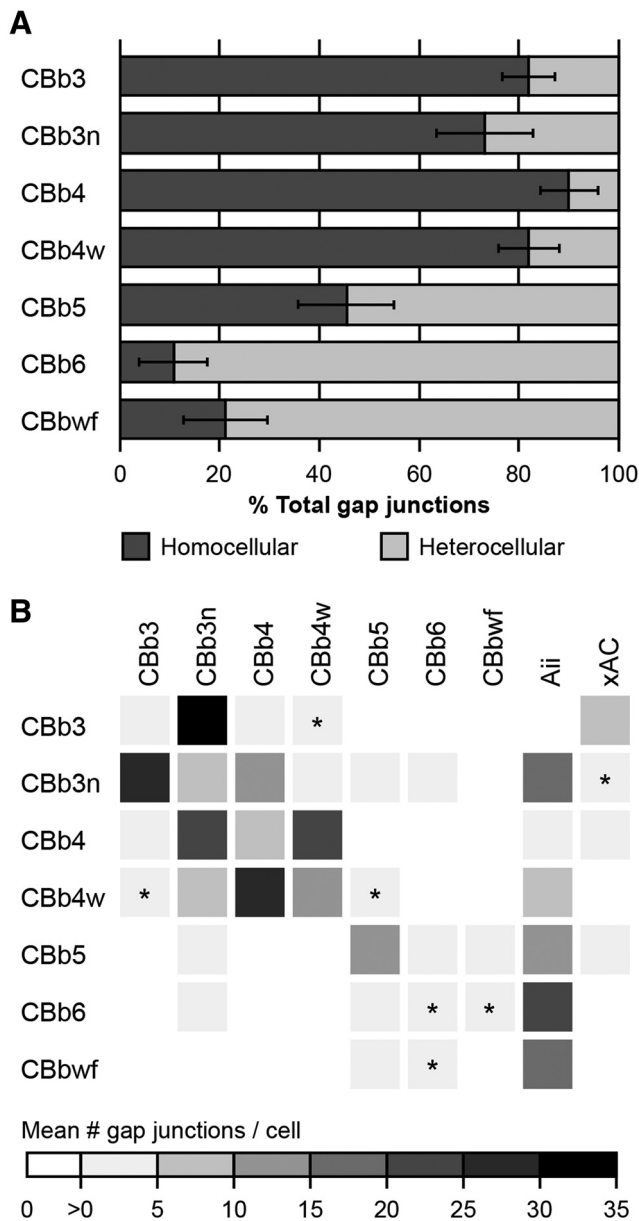 A
CBb3
CBb3n
CBb4
CBb4w
CBb5
CBb6
CBbwf
0 20 40 60 80 100
% Total gap junctions
Homocellular Heterocellular
B
CBb3 CBb3n CBb4 CBb4w CBb5 CBb6 CBbwf Aii xAC
CBb3 *
CBb3n *
CBb4
CBb4w * *
CBb5
CBb6 * *
CBbwf *
Mean # gap junctions / cell
0 >0 5 10 15 20 25 30 35